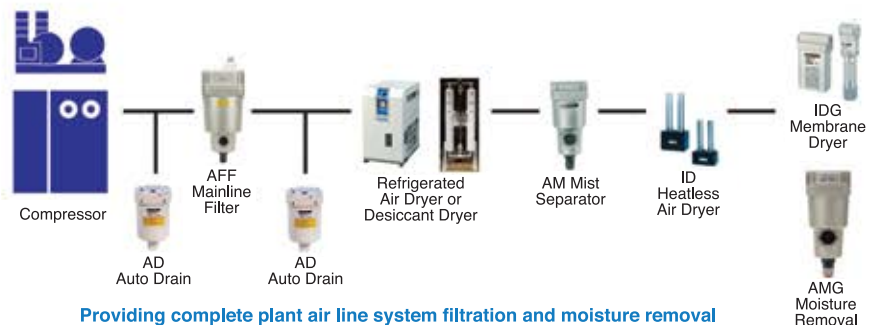 Compressor
AD
Auto Drain
AFF
Mainline
Filter
AD
Auto Drain
Refrigerated
Air Dryer or
Desiccant Dryer
AM Mist
Separator
ID
Heatless
Air Dryer
IDG
Membrane
Dryer
AMG
Moisture
Removal
Providing complete plant air line system filtration and moisture removal